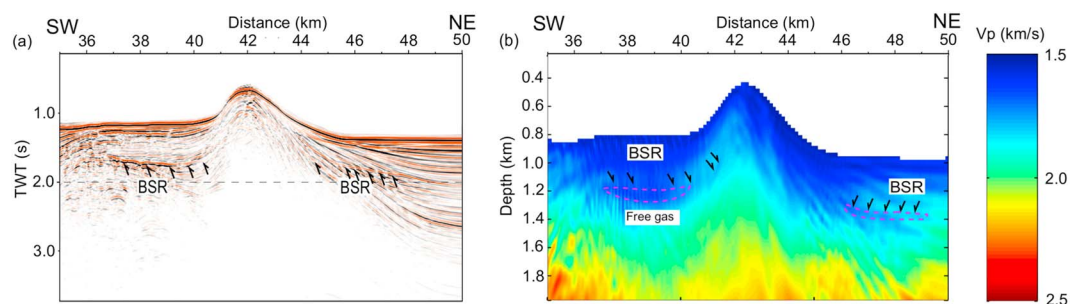 SW
Distance (km)
NE
(a)
36 38 40 42 44 46 48 50
TWT (s)
1.0
2.0
3.0
BSR
BSR
SW
Distance (km)
NE
(b)
36 38 40 42 44 46 48 50
Depth (km)
0.4
0.6
0.8
1.0
1.2
1.4
1.6
1.8
BSR
BSR
Free gas
Vp (km/s)
1.5
2.0
2.5